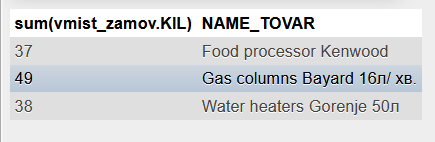 sum(vmist_zamov.KIL) NAME_TOVAR
37 Food processor Kenwood
49 Gas columns Bayard 16л/ хв.
38 Water heaters Gorenje 50л